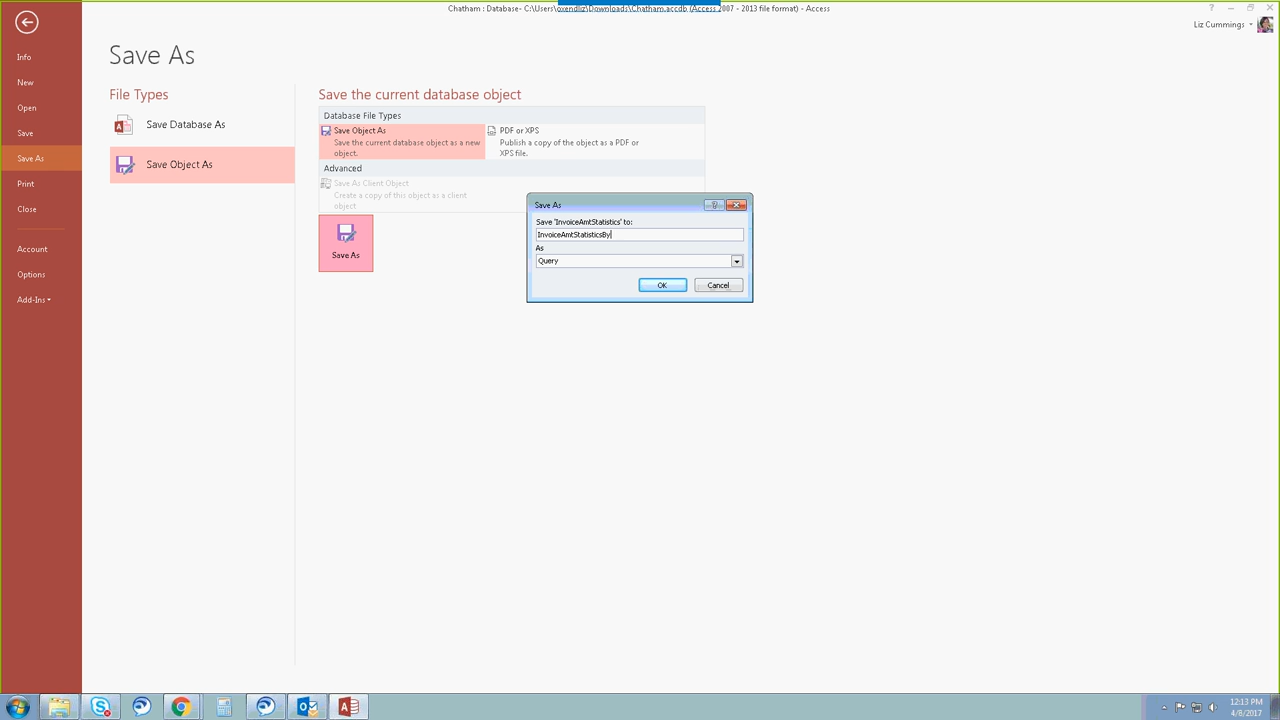 Chatham : Database- C:\Users\oxendliz\Downloads\Chatham.accdb (Access 2007 - 2013 file format) - Access
Liz Cummings
Info
New
Open
Save
Save As
Print
Close
Account
Options
Add-Ins
Save As
File Types
Save Database As
Save Object As
Save the current database object
Database File Types
Save Object As
Save the current database object as a new
object.
PDF or XPS
Publish a copy of the object as a PDF or
XPS file.
Advanced
Save As Client Object
Create a copy of this object as a client
object
Save As
Save As
Save 'InvoiceAmtStatistics' to:
InvoiceAmtStatisticsBy
As
Query
OK
Cancel
12:13 PM
4/8/2017